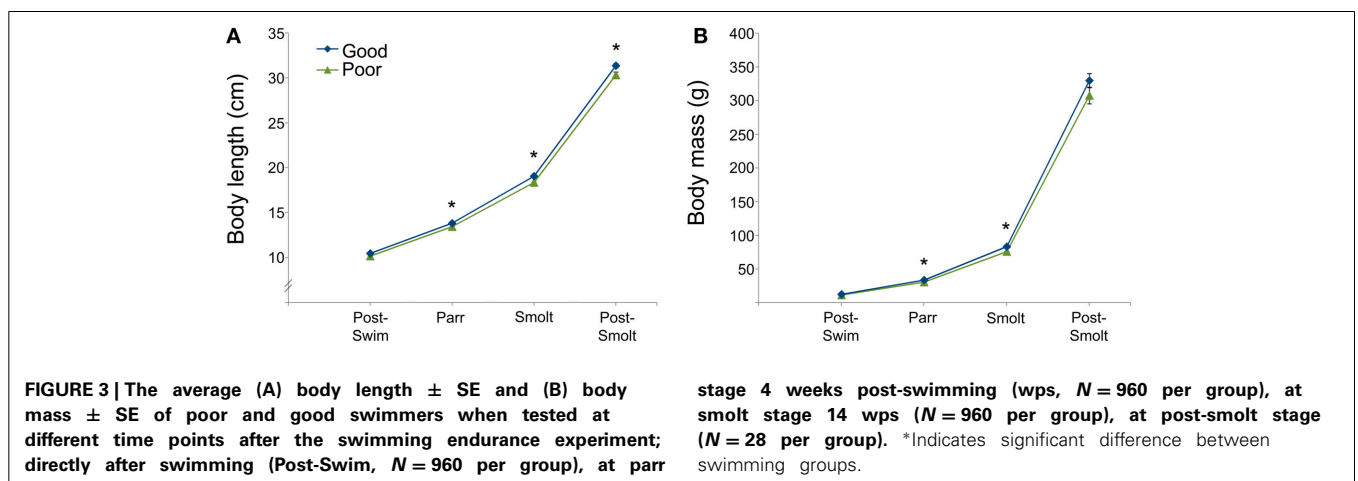 A
35
30
25
20
15
10
Body length (cm)
Good
Poor
*
*
*
Post-
Swim
Parr
Smolt
Post-
Smolt
B
400
350
300
250
200
150
100
50
Body mass (g)
*
*
Post-
Swim
Parr
Smolt
Post-
Smolt
FIGURE 3 | The average (A) body length ± SE and (B) body
mass ± SE of poor and good swimmers when tested at
different time points after the swimming endurance experiment;
directly after swimming (Post-Swim, N = 960 per group), at parr
stage 4 weeks post-swimming (wps, N = 960 per group), at
smolt stage 14 wps (N = 960 per group), at post-smolt stage
(N = 28 per group). *Indicates significant difference between
swimming groups.